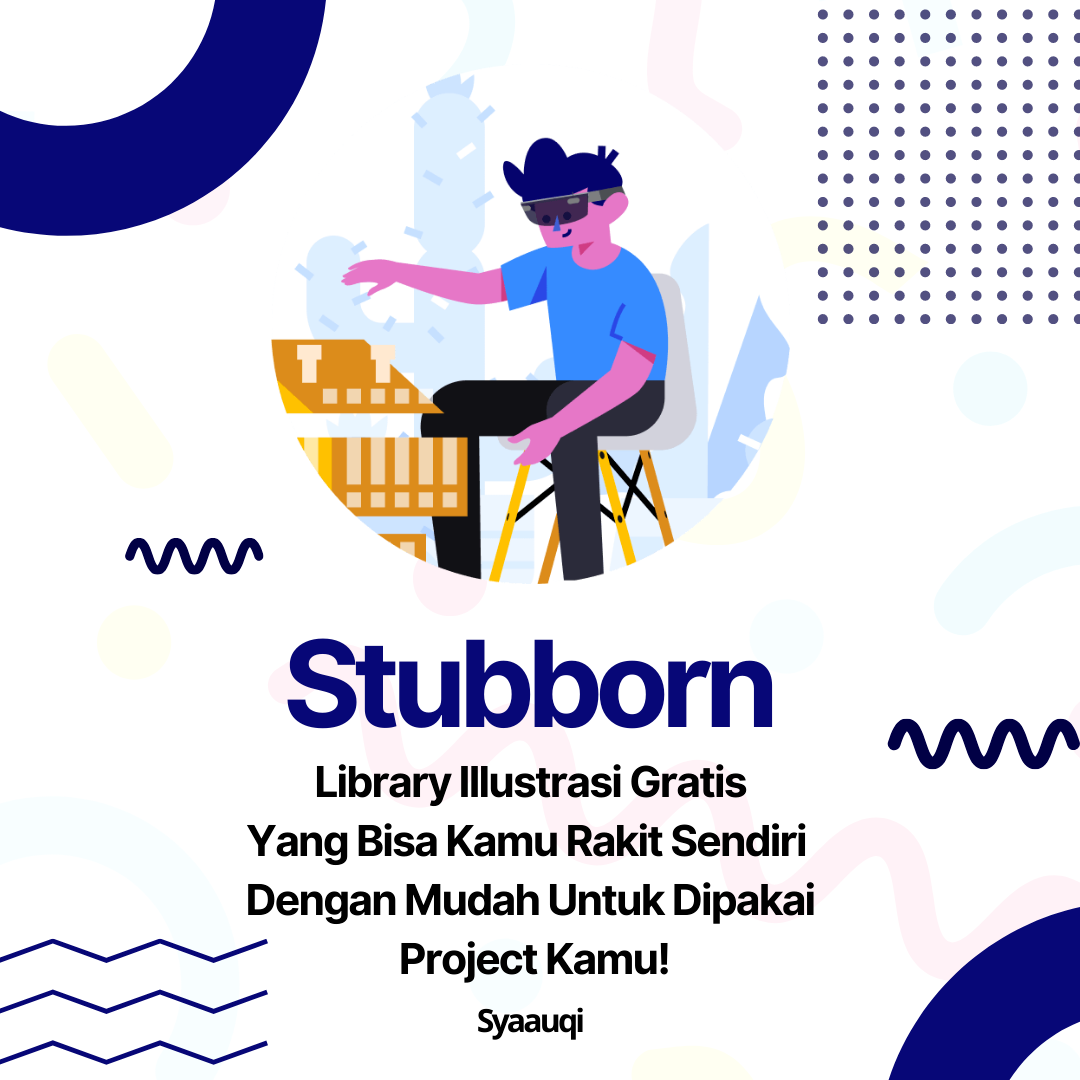 Stubborn
Library Illustrasi Gratis
Yang Bisa Kamu Rakit Sendiri
Dengan Mudah Untuk Dipakai
Project Kamu!
Syaauqi